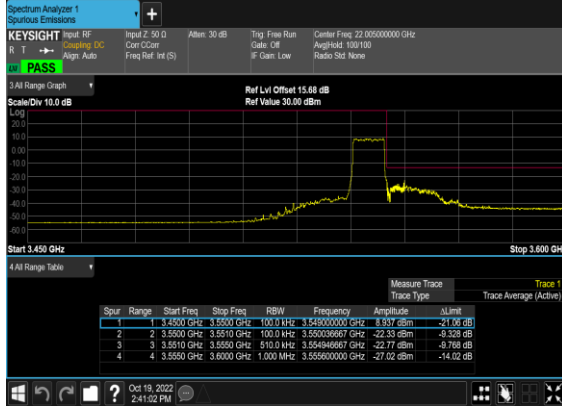 Spectrum Analyzer 1
Spurious Emissions
+
KEYSIGHT Input: RF Input Z: 50 Ω Atten: 30 dB Trig: Free Run Center Freq: 22.005000000 GHz
R T Coupling: DC Corr CCorr Gate: Off Avg|Hold: 100/100
Align: Auto Freq Ref: Int (S) IF Gain: Low Radio Std: None
PASS
3 All Range Graph
Ref Lvl Offset 15.68 dB
Scale/Div 10.0 dB Ref Value 30.00 dBm
Log
20.0
10.0
0.00
-10.0
-20.0
-30.0
-40.0
-50.0
-60.0
Start 3.450 GHz Stop 3.600 GH
4 All Range Table
Measure Trace Trace 1
Trace Type Trace Average (Active)
Spur Range Start Freq Stop Freq RBW Frequency Amplitude ΔLimit
1 1 3.4500 GHz 3.5500 GHz 100.0 kHz 3.549000000 GHz 8.937 dBm -21.06 dB
2 2 3.5500 GHz 3.5510 GHz 100.0 kHz 3.550036667 GHz -22.33 dBm -9.328 dB
3 3 3.5510 GHz 3.5550 GHz 510.0 kHz 3.554946667 GHz -22.77 dBm -9.768 dB
4 4 3.5550 GHz 3.6000 GHz 1.000 MHz 3.555600000 GHz -27.02 dBm -14.02 dB
? Oct 19, 2022
2:41:02 PM